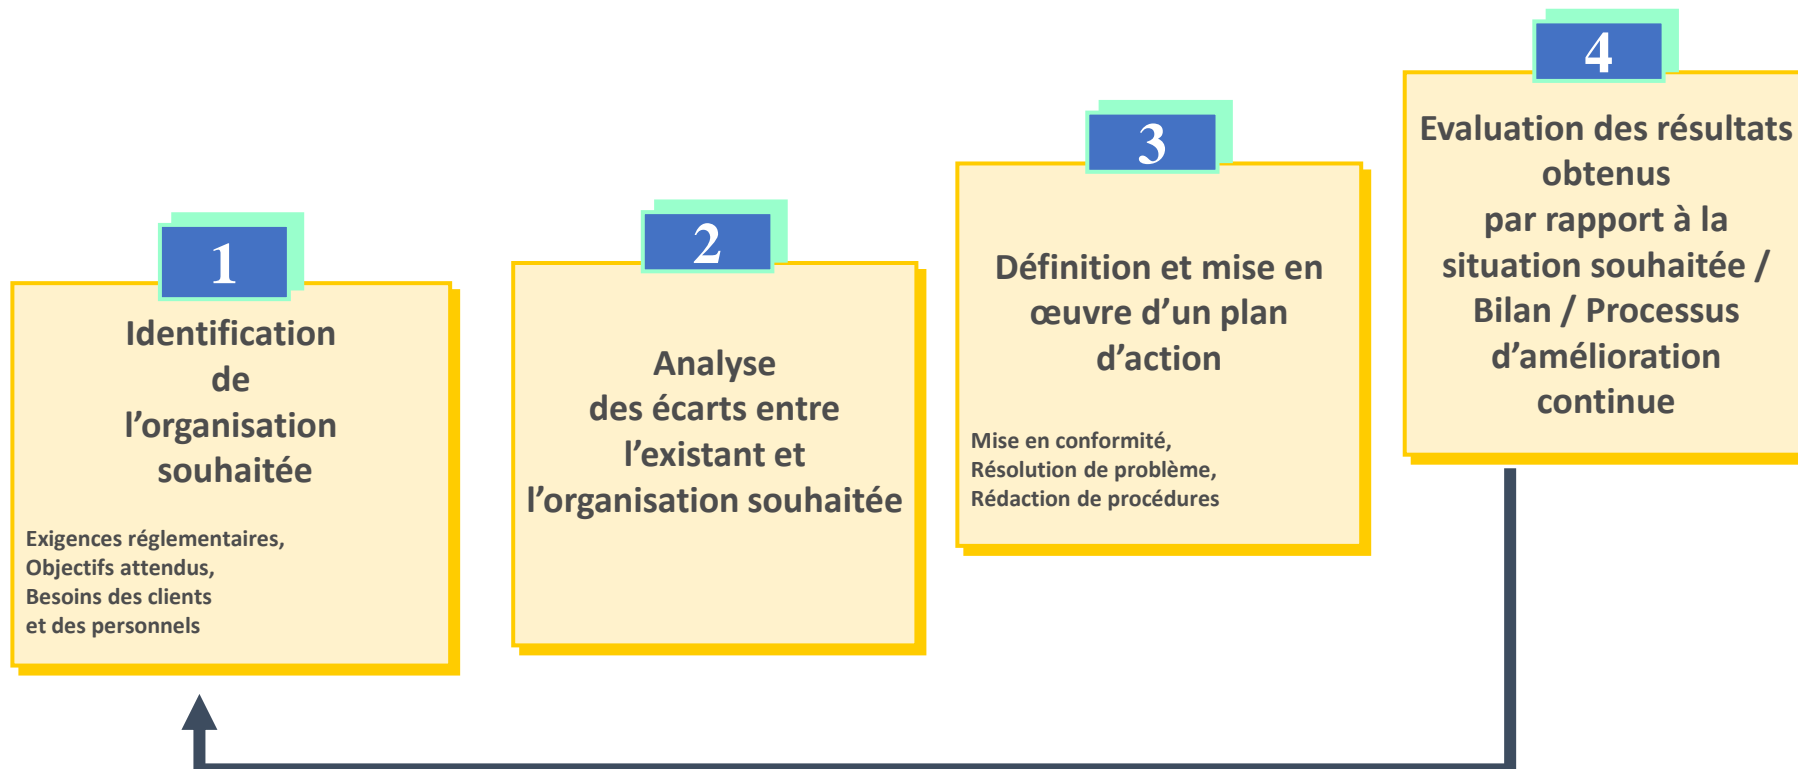 1
Identification
de
l’organisation
souhaitée
Exigences réglementaires,
Objectifs attendus,
Besoins des clients
et des personnels
2
Analyse
des écarts entre
l’existant et
l’organisation souhaitée
3
Définition et mise en
œuvre d’un plan
d’action
Mise en conformité,
Résolution de problème,
Rédaction de procédures
4
Evaluation des résultats
obtenus
par rapport à la
situation souhaitée /
Bilan / Processus
d’amélioration
continue